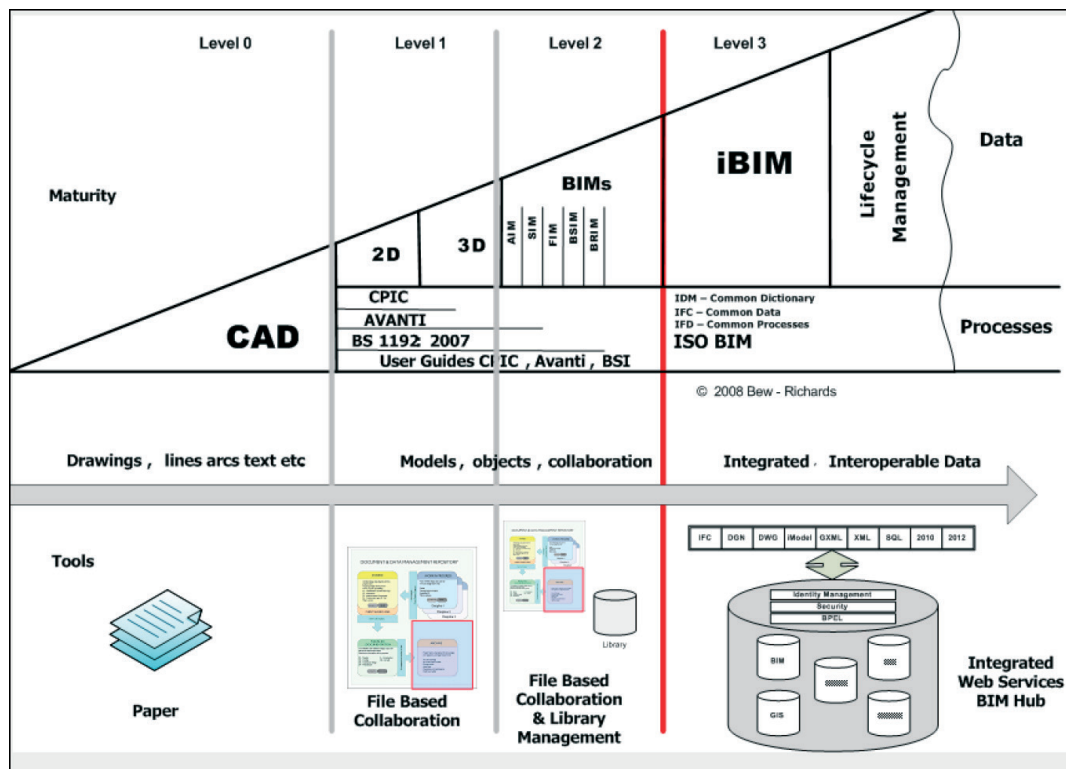 Level 0
Level 1
Level 2
Level 3
Maturity
CAD
2D
3D
BIMs
AIM
SIM
FIM
BSIM
BRIM
iBIM
Lifecycle
Management
Data
CPIC
AVANTI
BS 1192: 2007
User Guides CPIC , Avanti , BSI
IDM – Common Dictionary
IFC – Common Data
IFD – Common Processes
ISO BIM
Processes
© 2008 Bew - Richards
Drawings , lines arcs text etc
Models , objects , collaboration
Integrated , Interoperable Data
Tools
Paper
DOCUMENT & DATA MANAGEMENT REPOSITORY
File Based
Collaboration
Library
File Based
Collaboration
& Library
Management
IFC
DGN
DWG
iModel
GXML
XML
SQL
2010
2012
Identity Management
Security
BPEL
BIM
GIS
Integrated
Web Services
BIM Hub